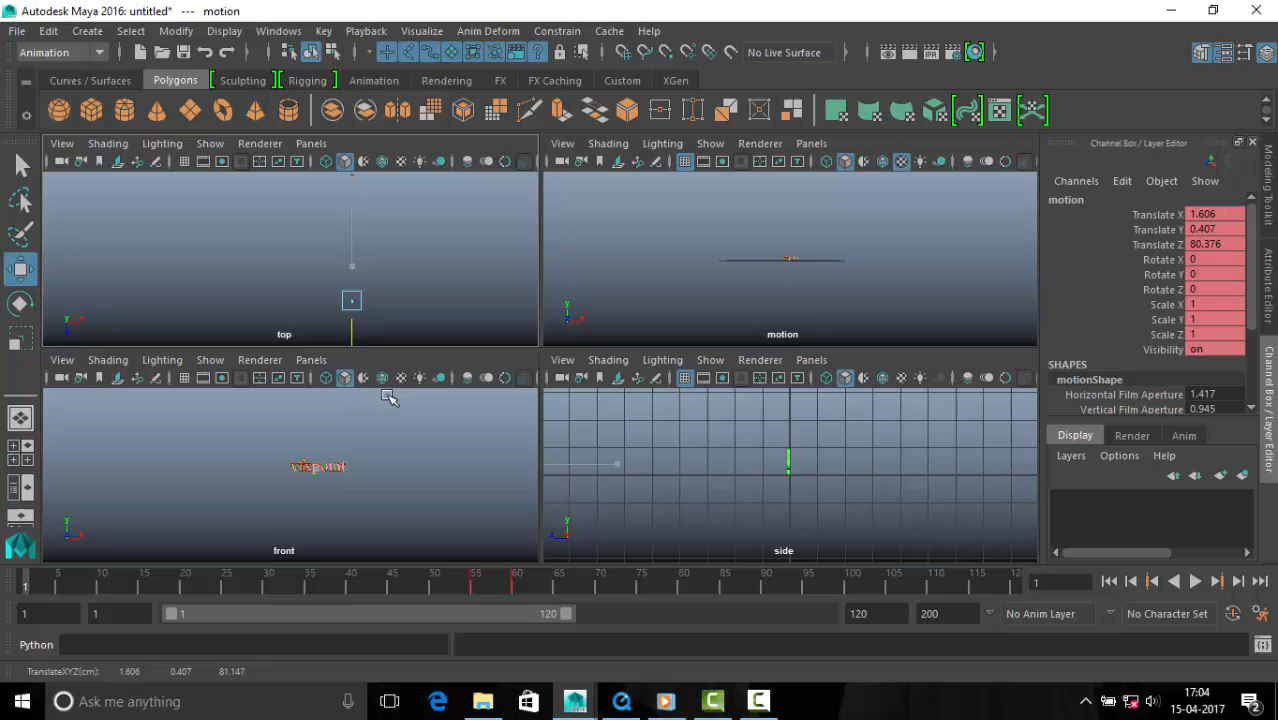 Autodesk Maya 2016: untitled* --- motion
File Edit Create Select Modify Display Windows Key Playback Visualize Anim Deform Constrain Cache Help
Animation No Live Surface
Curves / Surfaces Polygons Sculpting Rigging Animation Rendering FX FX Caching Custom XGen
View Shading Lighting Show Renderer Panels
View Shading Lighting Show Renderer Panels
Channel Box / Layer Editor
Channels Edit Object Show
motion
Translate X 1.606
Translate Y 0.407
Translate Z 80.376
Rotate X 0
Rotate Y 0
Rotate Z 0
Scale X 1
Scale Y 1
Scale Z 1
Visibility on
SHAPES
motionShape
Horizontal Film Aperture 1.417
Vertical Film Aperture 0.945
Modeling Toolkit
Attribute Editor
Channel Box / Layer Editor
top
motion
View Shading Lighting Show Renderer Panels
View Shading Lighting Show Renderer Panels
front
side
Display Render Anim
Layers Options Help
1 5 10 15 20 25 30 35 40 45 50 55 60 65 70 75 80 85 90 95 100 105 110 115 12 1
1 1 1 120 120 200 No Anim Layer No Character Set
Python
TranslateXYZ(cm): 1.606 0.407 81.147
Ask me anything
17:04
15-04-2017
2